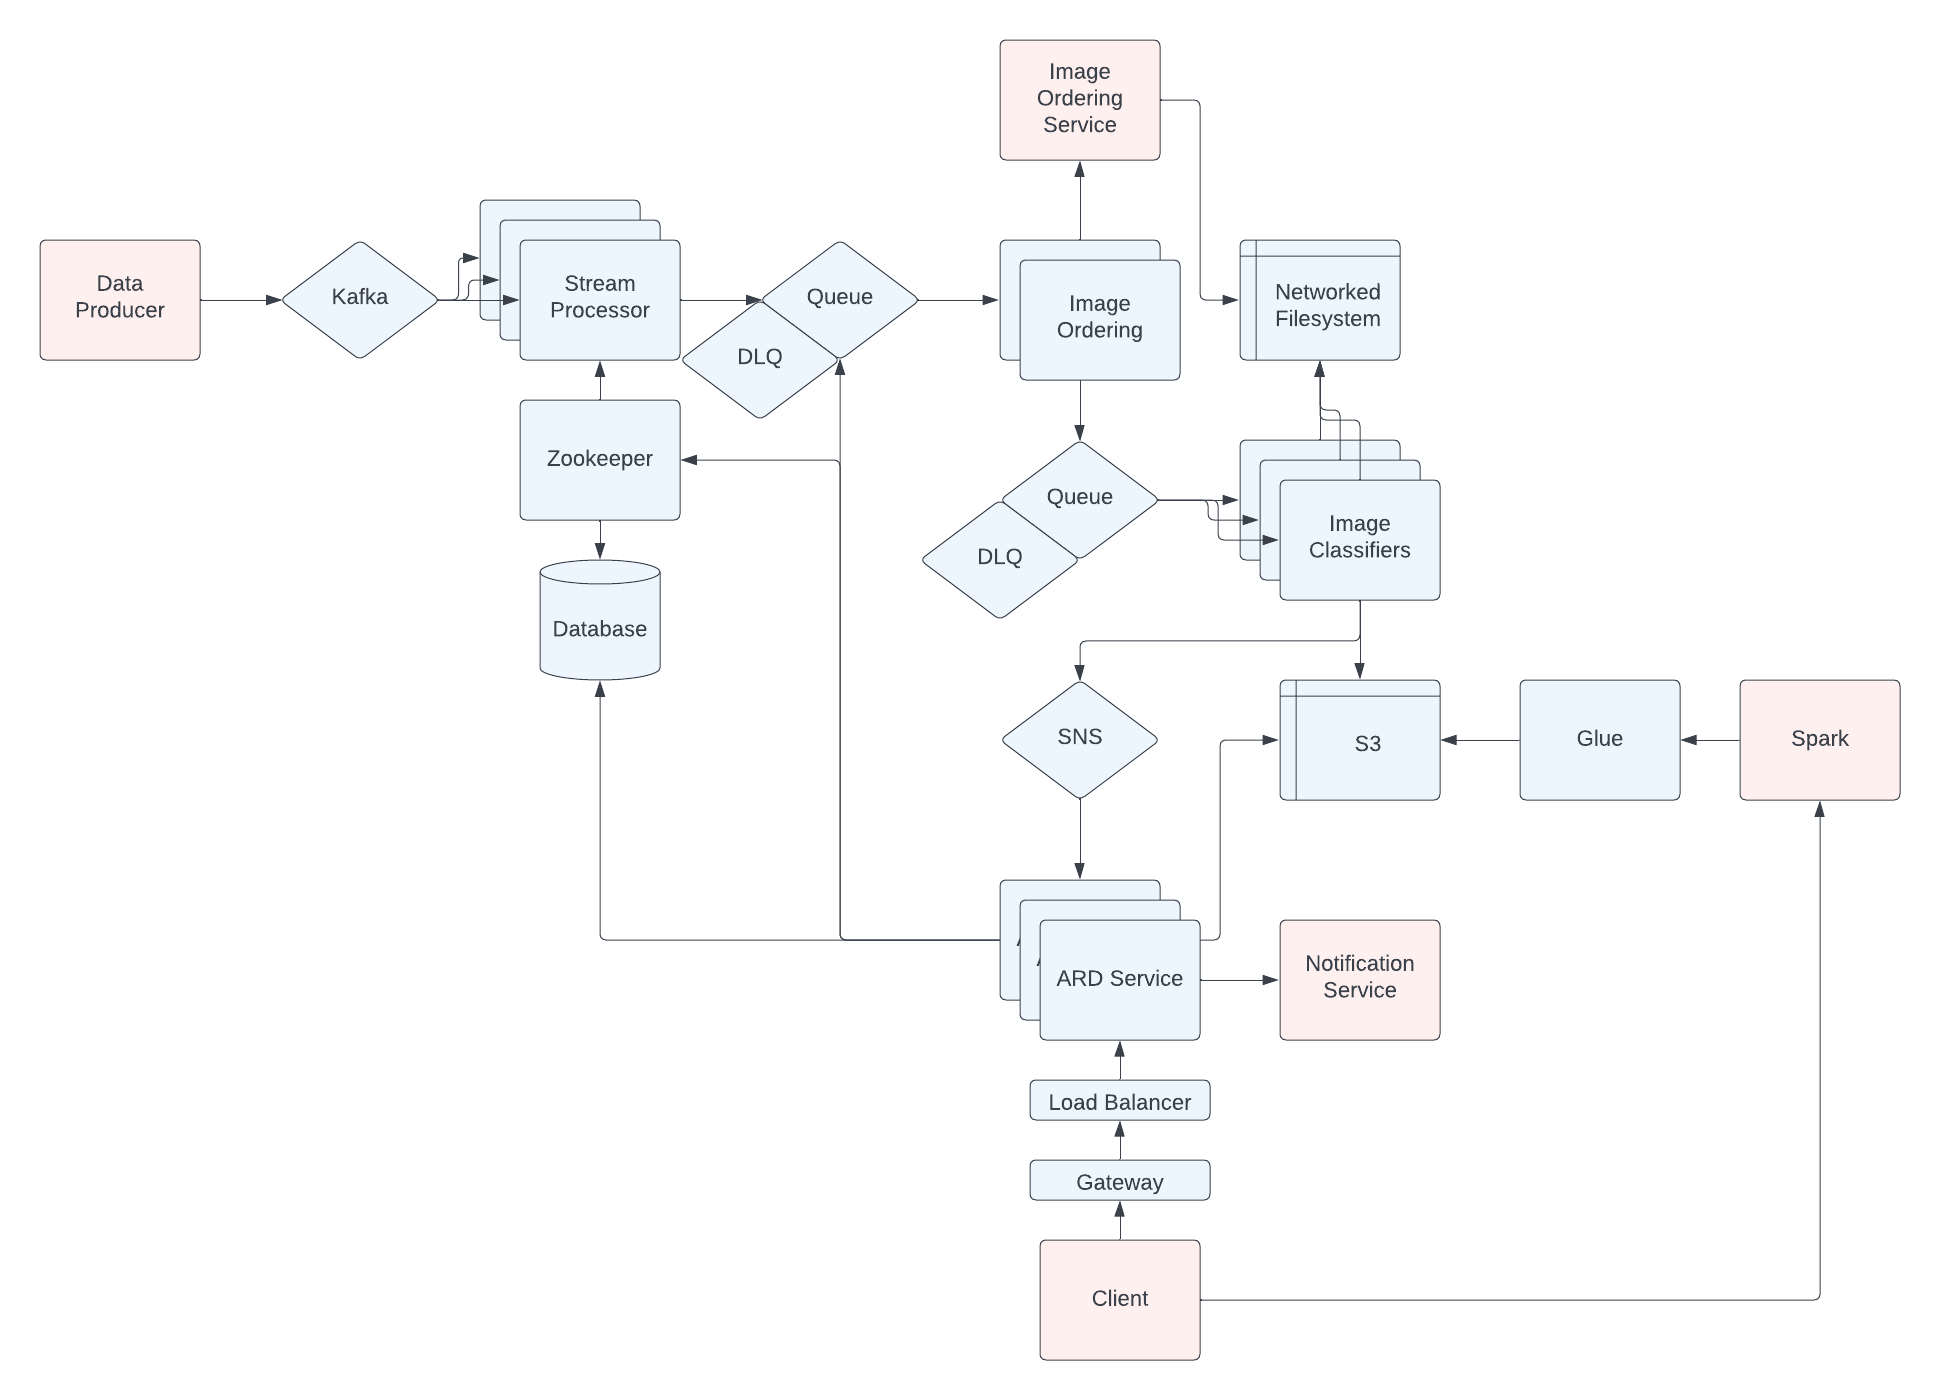 Image
Ordering
Service
Data
Producer
Kafka
Stream
Processor
Queue
Image
Ordering
Networked
Filesystem
DLQ
Zookeeper
Queue
Image
Classifiers
DLQ
Database
SNS
S3
Glue
Spark
ARD Service
Notification
Service
Load Balancer
Gateway
Client